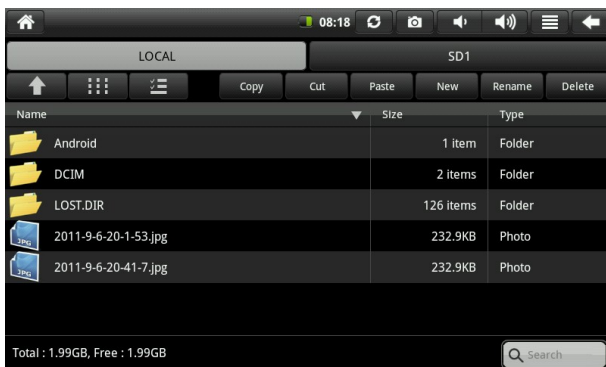 08:18
LOCAL SD1
Copy Cut Paste New Rename Delete
Name Size Type
Android 1 item Folder
DCIM 2 items Folder
LOST.DIR 126 items Folder
JPG 2011-9-6-20-1-53.jpg 232.9KB Photo
JPG 2011-9-6-20-41-7.jpg 232.9KB Photo
Total : 1.99GB, Free : 1.99GB Search